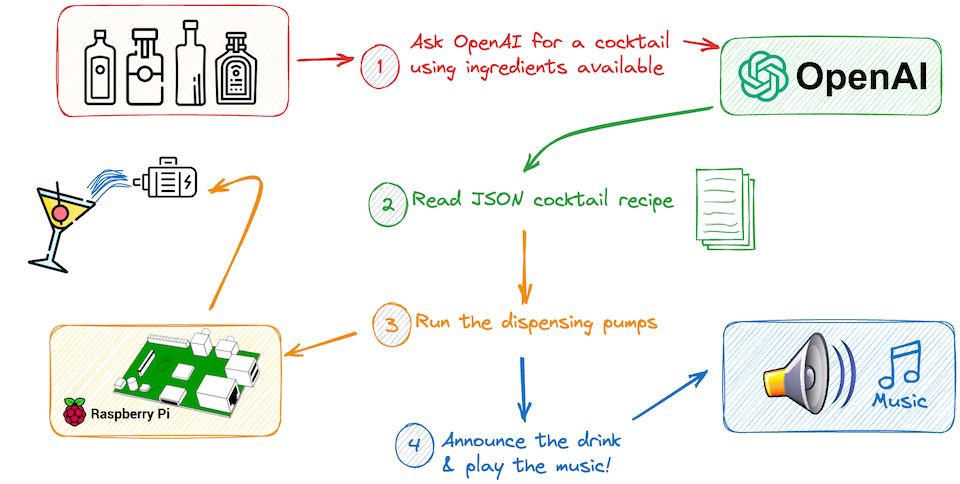 1
Ask OpenAI for a cocktail
using ingredients available
OpenAI
2
Read JSON cocktail recipe
3
Run the dispensing pumps
Raspberry Pi
Music
4
Announce the drink
& play the music!